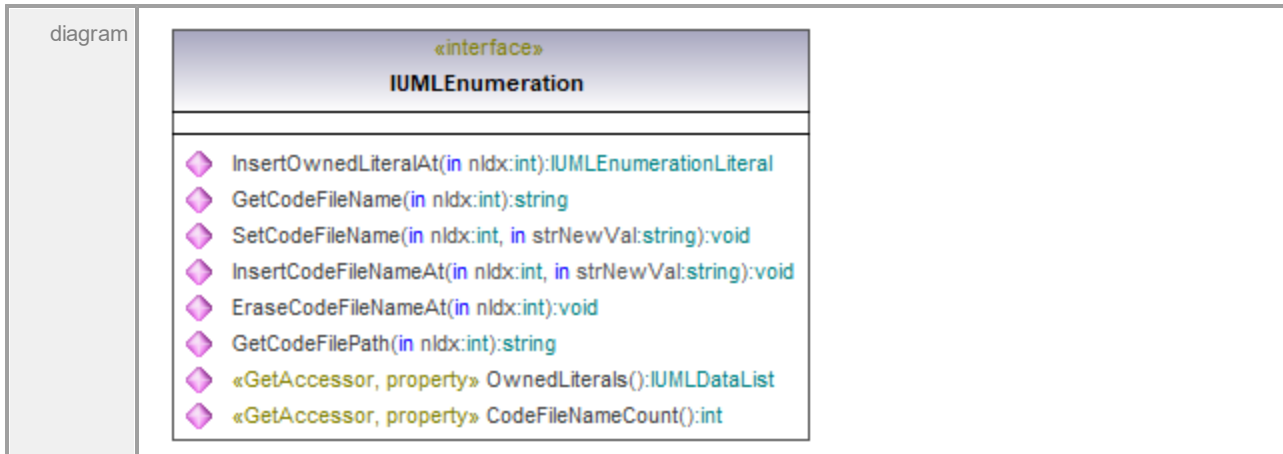 diagram
«interface»
IUMLEnumeration
InsertOwnedLiteralAt(in nIdx:int):IUMLEnumerationLiteral
GetCodeFileName(in nIdx:int):string
SetCodeFileName(in nIdx:int, in strNewVal:string):void
InsertCodeFileNameAt(in nIdx:int, in strNewVal:string):void
EraseCodeFileNameAt(in nIdx:int):void
GetCodeFilePath(in nIdx:int):string
«GetAccessor, property» OwnedLiterals():IUMLDataList
«GetAccessor, property» CodeFileNameCount():int